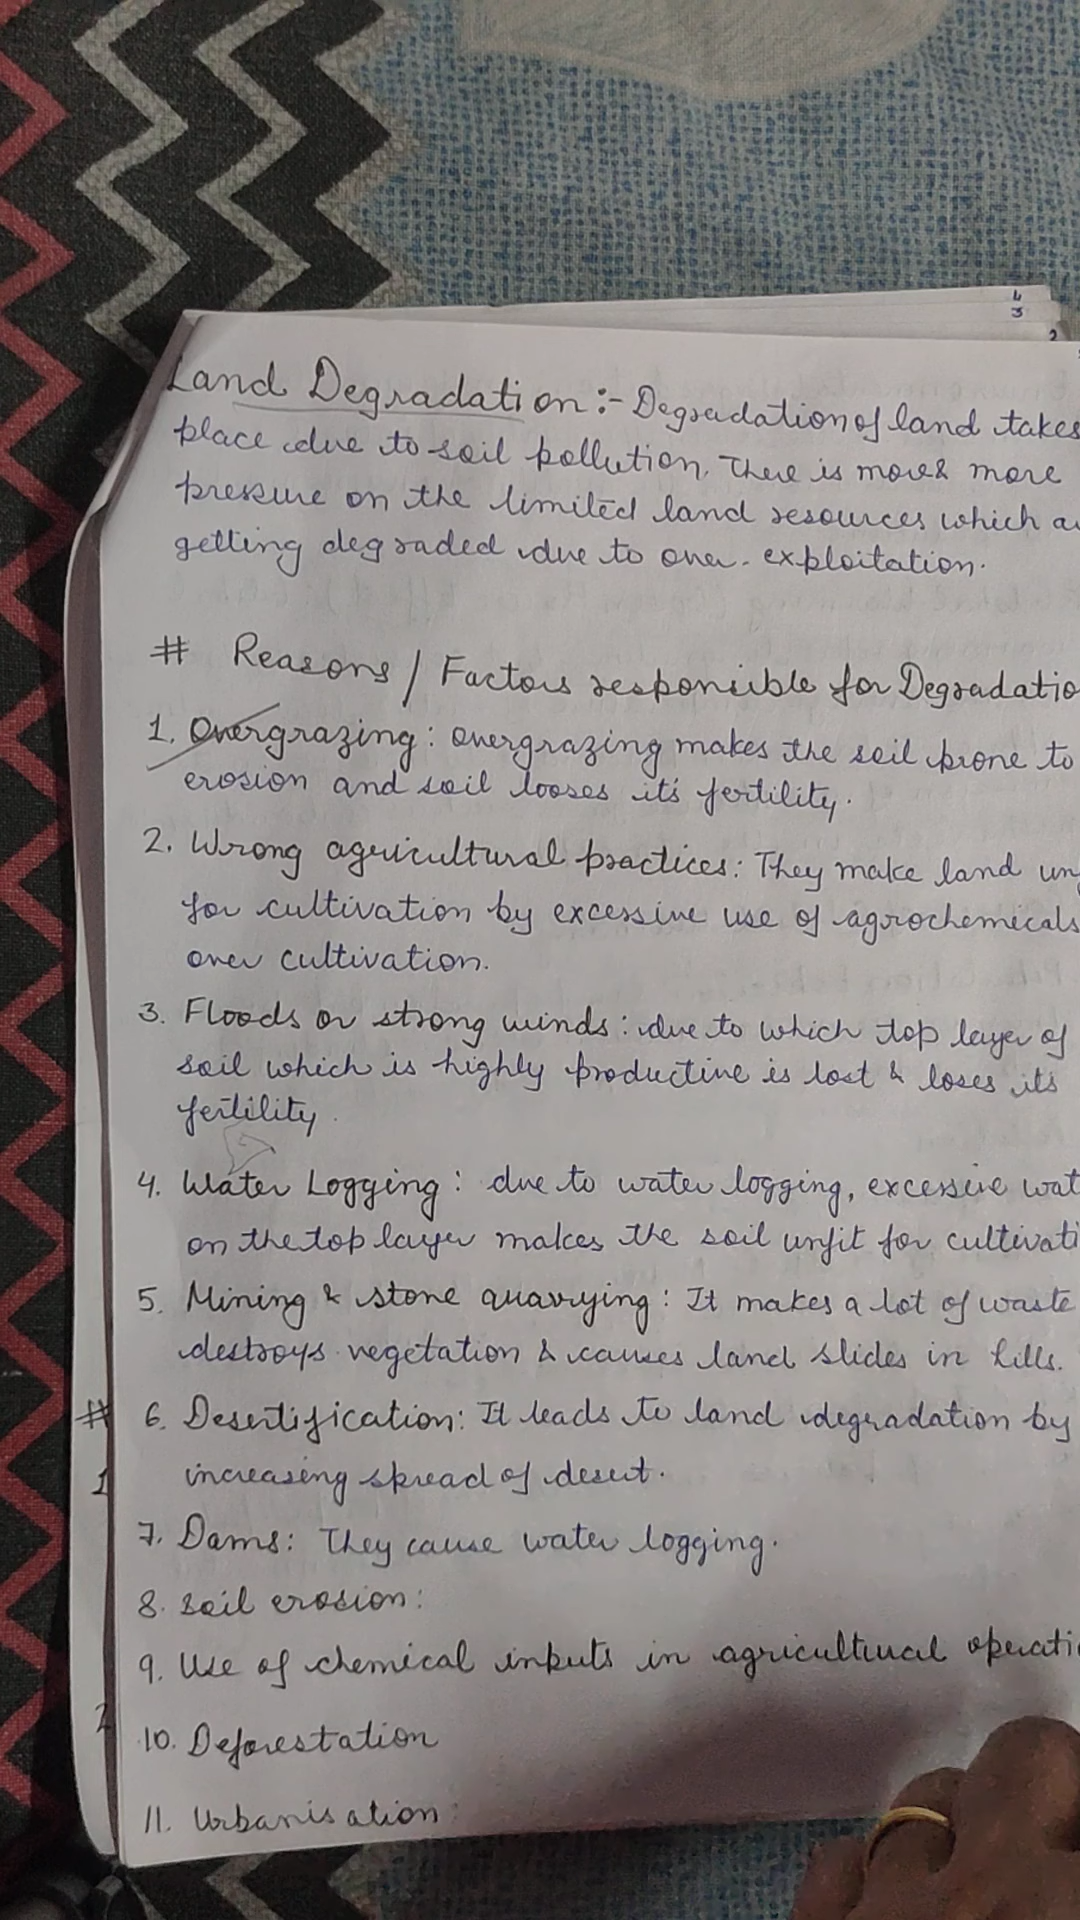 4
3
2
Land Degradation :- Degradation of land takes
place due to soil pollution. There is more & more
pressure on the limited land resources which a
getting degraded due to over-exploitation.
# Reasons / Factors responsible for Degradatio
1. Overgrazing : overgrazing makes the soil prone to
erosion and soil looses it's fertility.
2. Wrong agricultural practices : They make land un
for cultivation by excessive use of agrochemicals
over cultivation.
3. Floods or strong winds : due to which top layer of
soil which is highly productive is lost & loses its
fertility.
4. Water Logging : due to water logging, excessive wat
on the top layer makes the soil unfit for cultivati
5. Mining & stone quarrying : It makes a lot of waste
destroys vegetation & causes land slides in hills.
# 6. Desertification : It leads to land degradation by
1 increasing spread of desert.
7. Dams : They cause water logging.
8. soil erosion :
9. Use of chemical inputs in agricultural operati
2
10. Deforestation
11. Urbanisation :